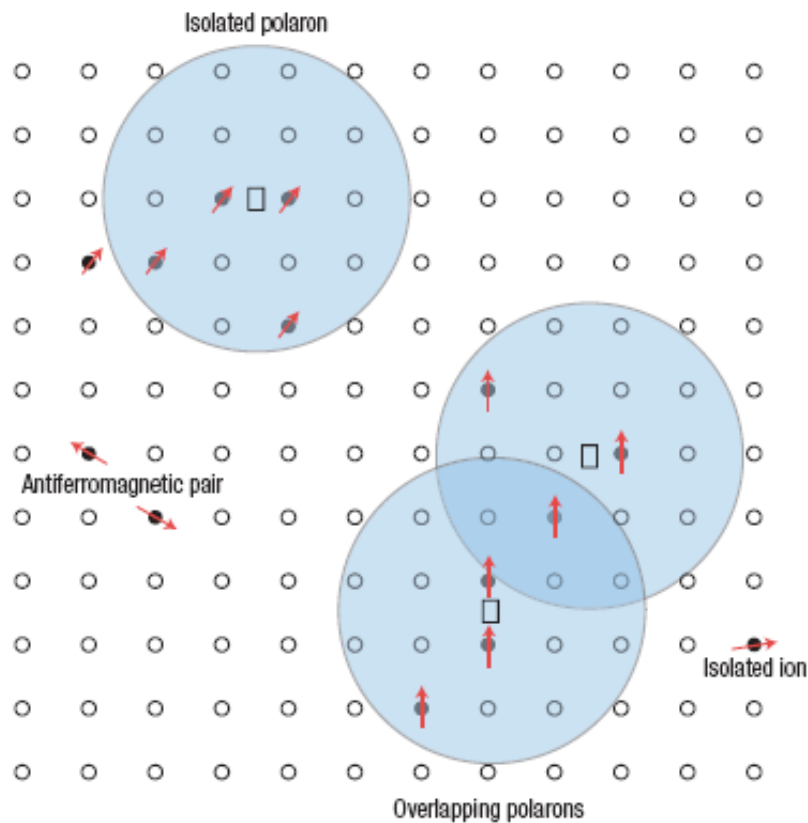 Isolated polaron
Antiferromagnetic pair
Isolated ion
Overlapping polarons